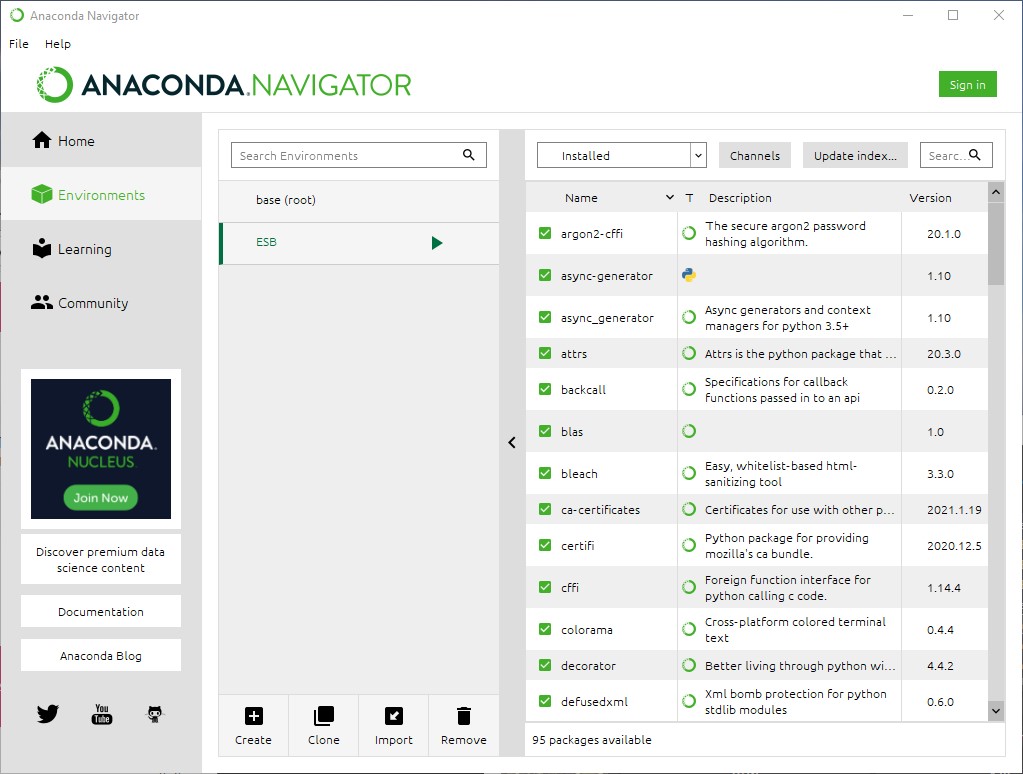 Anaconda Navigator
File Help
ANACONDA.NAVIGATOR
Sign in
Home
Environments
Learning
Community
ANACONDA.
NUCLEUS
Join Now
Discover premium data
science content
Documentation
Anaconda Blog
You
Tube
Search Environments
base (root)
ESB
Create Clone Import Remove
Installed Channels Update index... Searc...
Name T Description Version
argon2-cffi The secure argon2 password
hashing algorithm. 20.1.0
async-generator 1.10
async_generator Async generators and context
managers for python 3.5+ 1.10
attrs Attrs is the python package that ... 20.3.0
backcall Specifications for callback
functions passed in to an api 0.2.0
blas 1.0
bleach Easy, whitelist-based html-
sanitizing tool 3.3.0
ca-certificates Certificates for use with other p... 2021.1.19
certifi Python package for providing
mozilla's ca bundle. 2020.12.5
cffi Foreign function interface for
python calling c code. 1.14.4
colorama Cross-platform colored terminal
text 0.4.4
decorator Better living through python wi... 4.4.2
defusedxml Xml bomb protection for python
stdlib modules 0.6.0
95 packages available